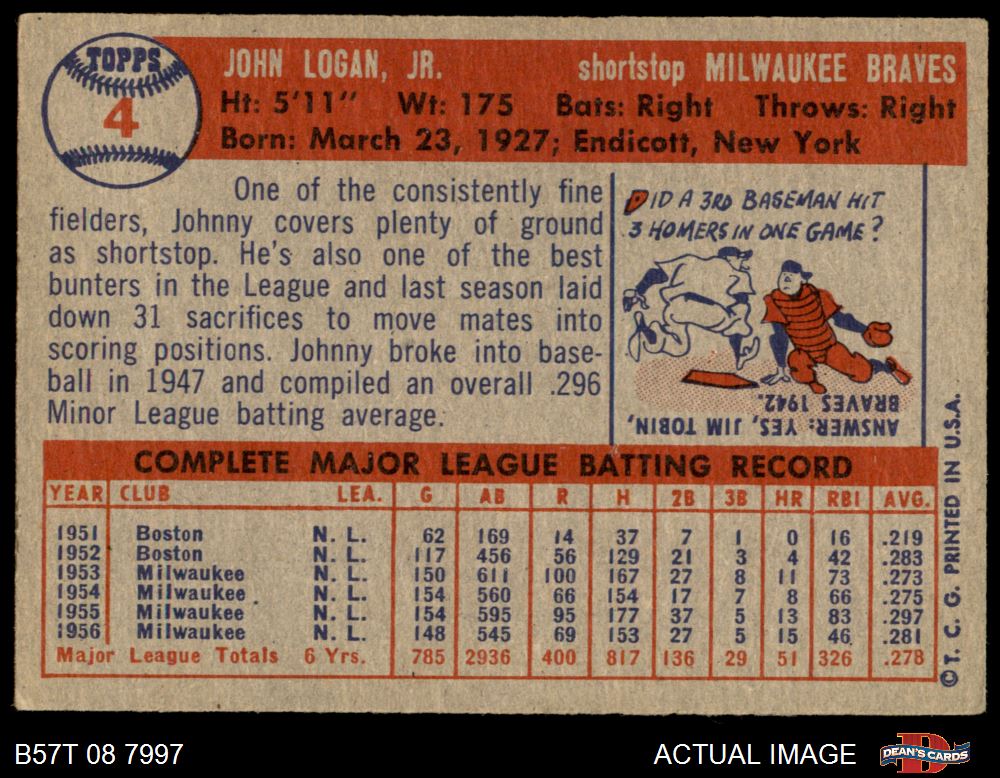 TOPPS
4
JOHN LOGAN, JR. shortstop MILWAUKEE BRAVES
Ht: 5'11" Wt: 175 Bats: Right Throws: Right
Born: March 23, 1927; Endicott, New York
One of the consistently fine
fielders, Johnny covers plenty of ground
as shortstop. He's also one of the best
bunters in the League and last season laid
down 31 sacrifices to move mates into
scoring positions. Johnny broke into base-
ball in 1947 and compiled an overall .296
Minor League batting average.
DID A 3RD BASEMAN HIT
3 HOMERS IN ONE GAME?
ANSWER: YES, JIM TOBIN,
BRAVES 1942.
COMPLETE MAJOR LEAGUE BATTING RECORD
YEAR CLUB LEA. G AB R H 2B 3B HR RBI AVG.
1951 Boston N. L. 62 169 14 37 7 1 0 16 .219
1952 Boston N. L. 117 456 56 129 21 3 4 42 .283
1953 Milwaukee N. L. 150 611 100 167 27 8 11 73 .273
1954 Milwaukee N. L. 154 560 66 154 17 7 8 66 .275
1955 Milwaukee N. L. 154 595 95 177 37 5 13 83 .297
1956 Milwaukee N. L. 148 545 69 153 27 5 15 46 .281
Major League Totals 6 Yrs. 785 2936 400 817 136 29 51 326 .278
©T. C. G. PRINTED IN U.S.A.
B57T 08 7997
ACTUAL IMAGE
D
DEAN'S CARDS